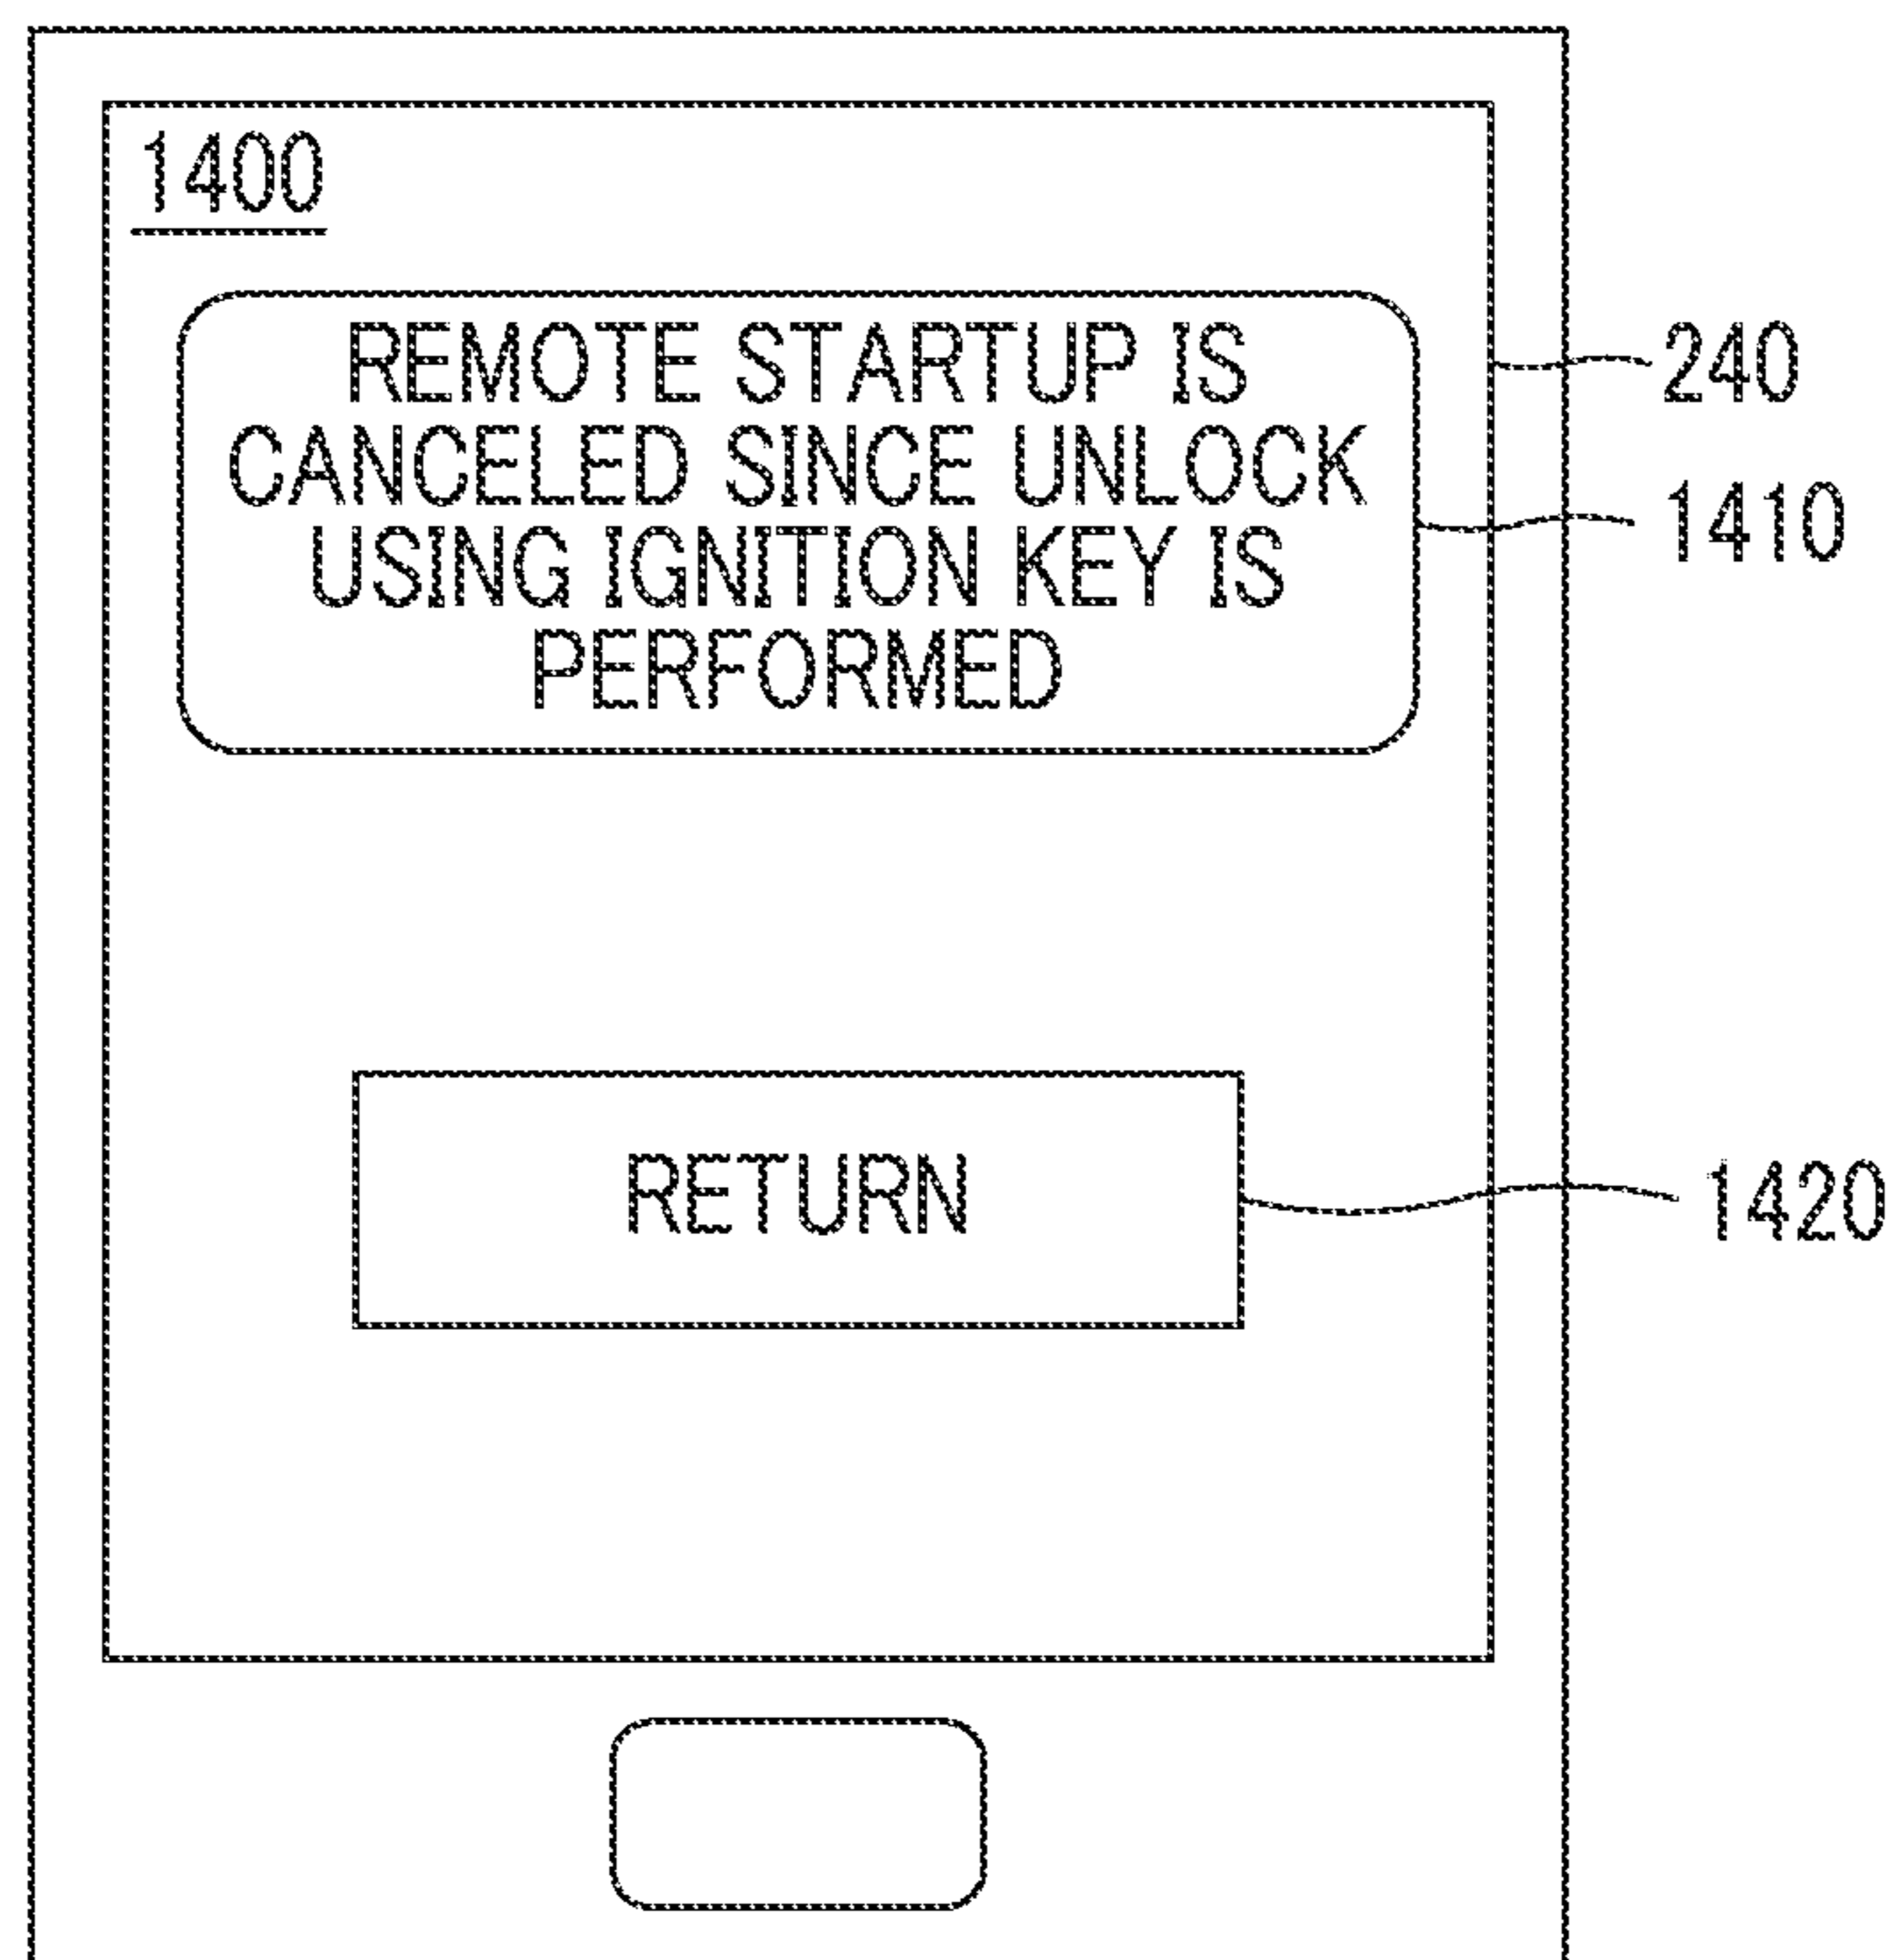 1400
REMOTE STARTUP IS
CANCELED SINCE UNLOCK
USING IGNITION KEY IS
PERFORMED
240
1410
RETURN
1420